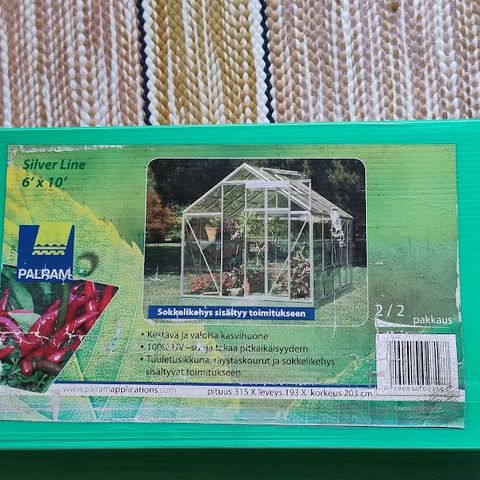 Silver Line
6' x 10'
PALRAM
Sokkelikehys sisältyy toimitukseen
2/2
pakkaus
• Kestävä ja valoisa kasvihuone
• 100% UV-suoja takaa pitkäikäisyyden
• Tuuletusikkuna, räystäskourut ja sokkelikehys
sisältyvät toimitukseen
www.palramapplications.com
pituus 315 X leveys 193 X korkeus 203 cm